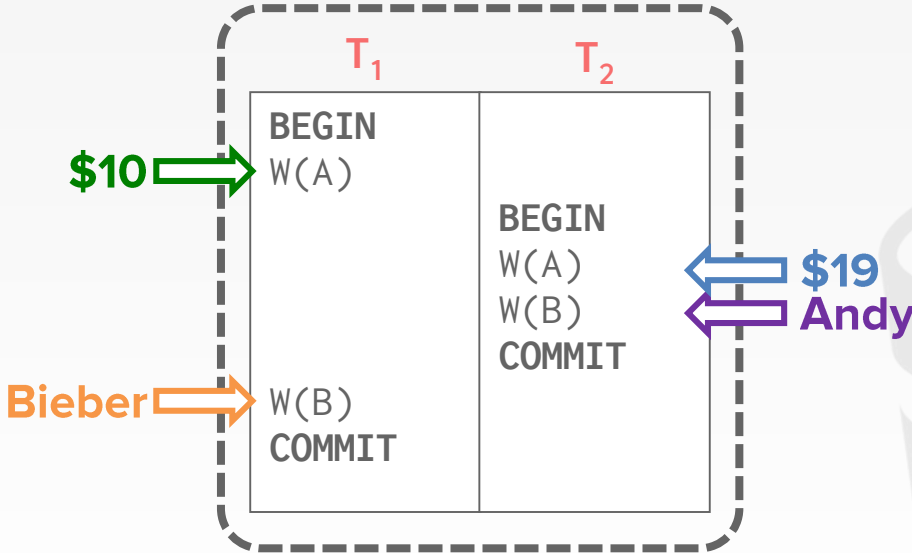 T1 T2
BEGIN
$10 W(A)
BEGIN
W(A) $19
W(B) Andy
COMMIT
Bieber W(B)
COMMIT